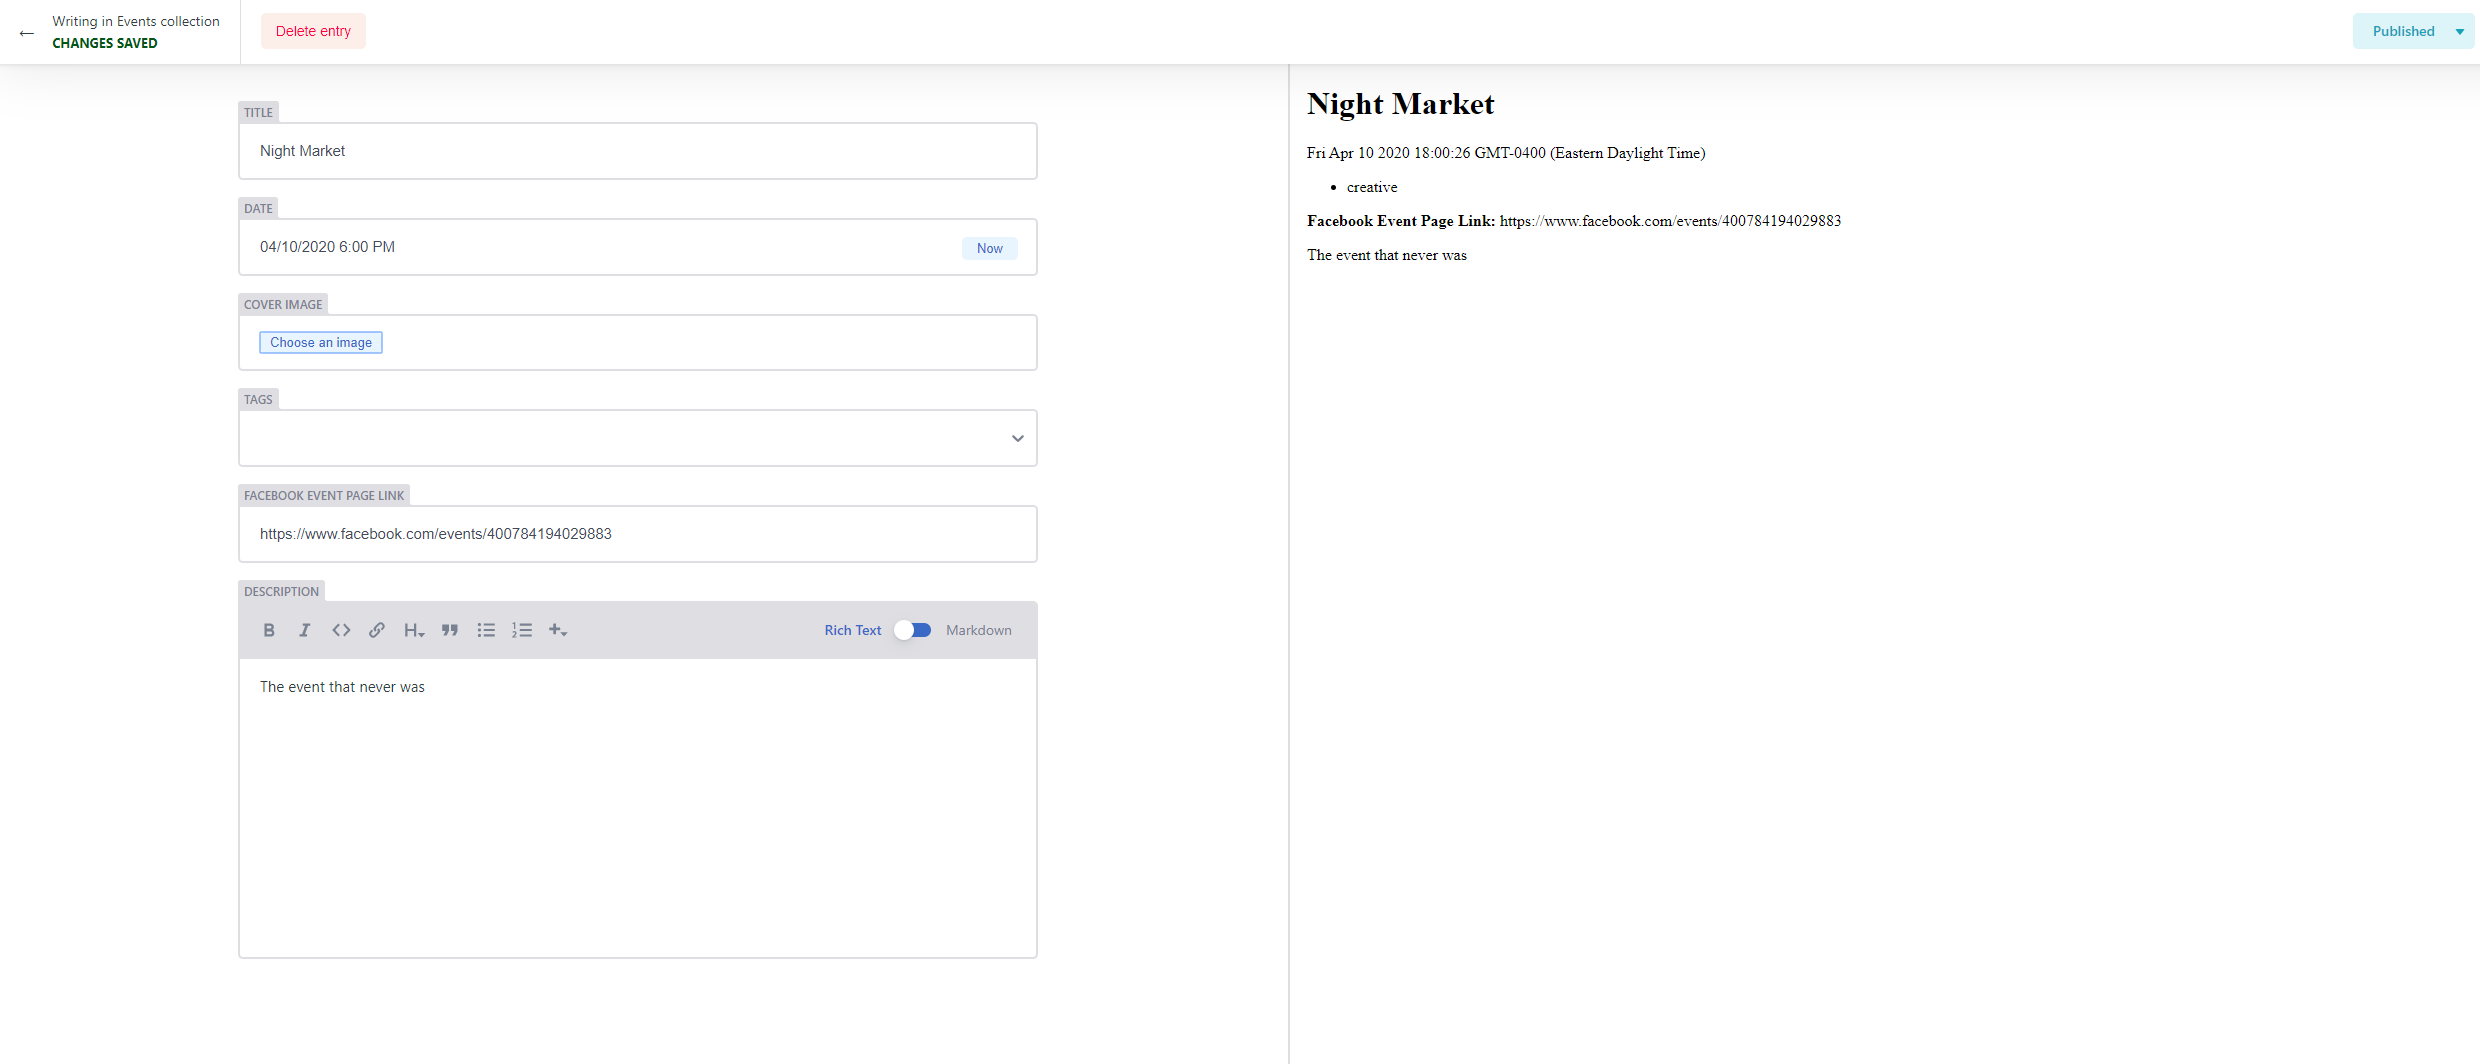 Writing in Events collection
CHANGES SAVED
Delete entry
Published
TITLE
Night Market
DATE
04/10/2020 6:00 PM
Now
COVER IMAGE
Choose an image
TAGS
FACEBOOK EVENT PAGE LINK
https://www.facebook.com/events/400784194029883
DESCRIPTION
Rich Text
Markdown
The event that never was
Night Market
Fri Apr 10 2020 18:00:26 GMT-0400 (Eastern Daylight Time)
• creative
Facebook Event Page Link: https://www.facebook.com/events/400784194029883
The event that never was